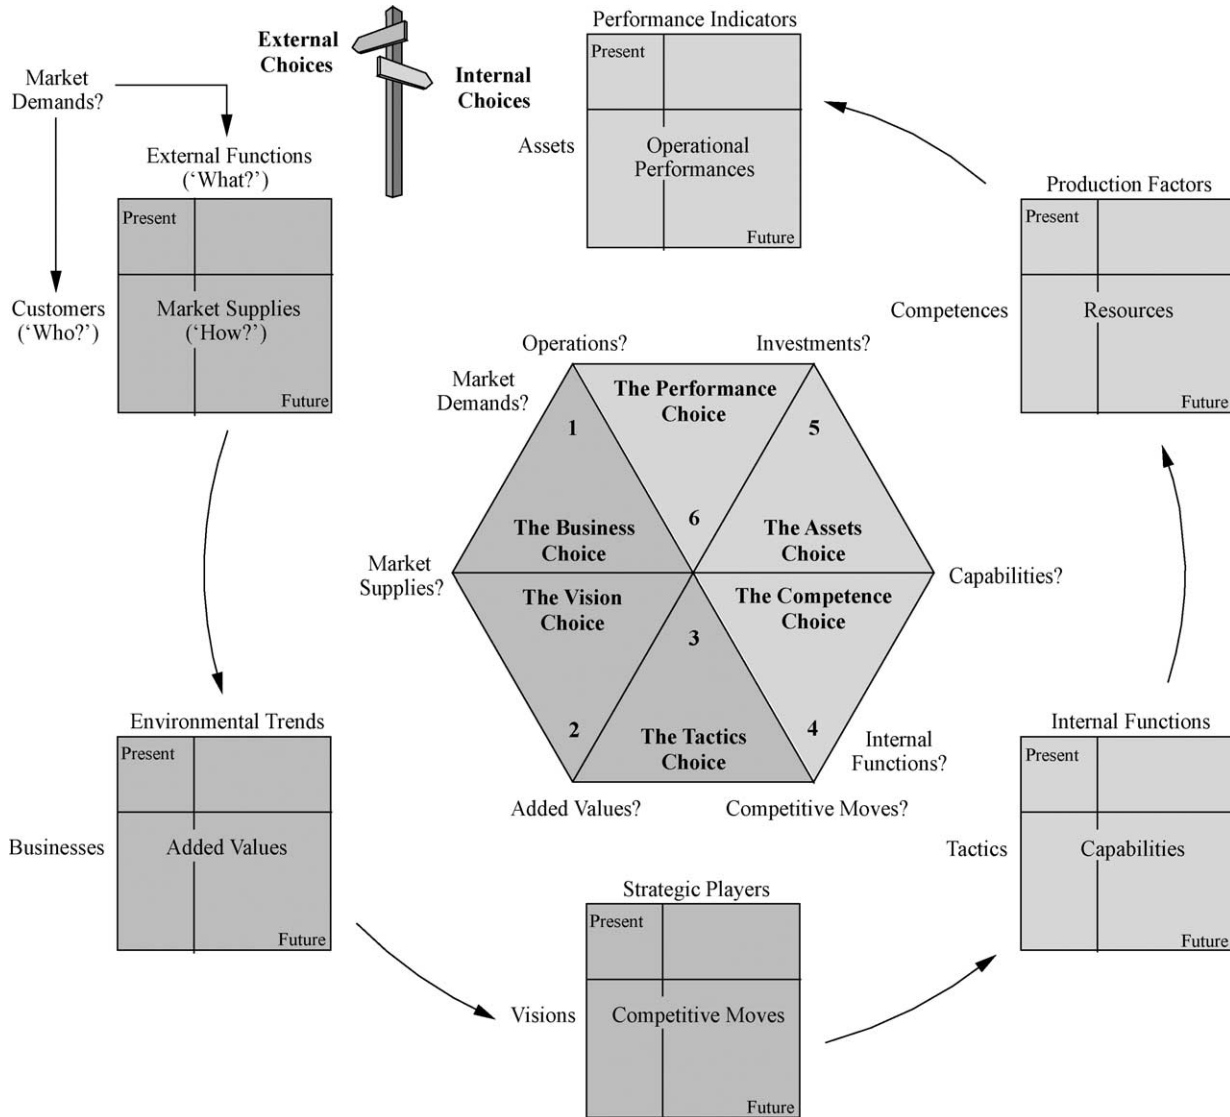 External
Choices
Internal
Choices
Market
Demands?
External Functions
(‘What?’)
Present
Customers
(‘Who?’)
Market Supplies
(‘How?’)
Future
Performance Indicators
Present
Assets
Operational
Performances
Future
Production Factors
Present
Competences
Resources
Future
Operations?
Investments?
Market
Demands?
The Performance
Choice
1
5
6
The Business
Choice
The Assets
Choice
Market
Supplies?
Capabilities?
The Vision
Choice
The Competence
Choice
3
2
The Tactics
Choice
4
Internal
Functions?
Added Values?
Competitive Moves?
Environmental Trends
Present
Businesses
Added Values
Future
Strategic Players
Present
Visions
Competitive Moves
Future
Internal Functions
Present
Tactics
Capabilities
Future